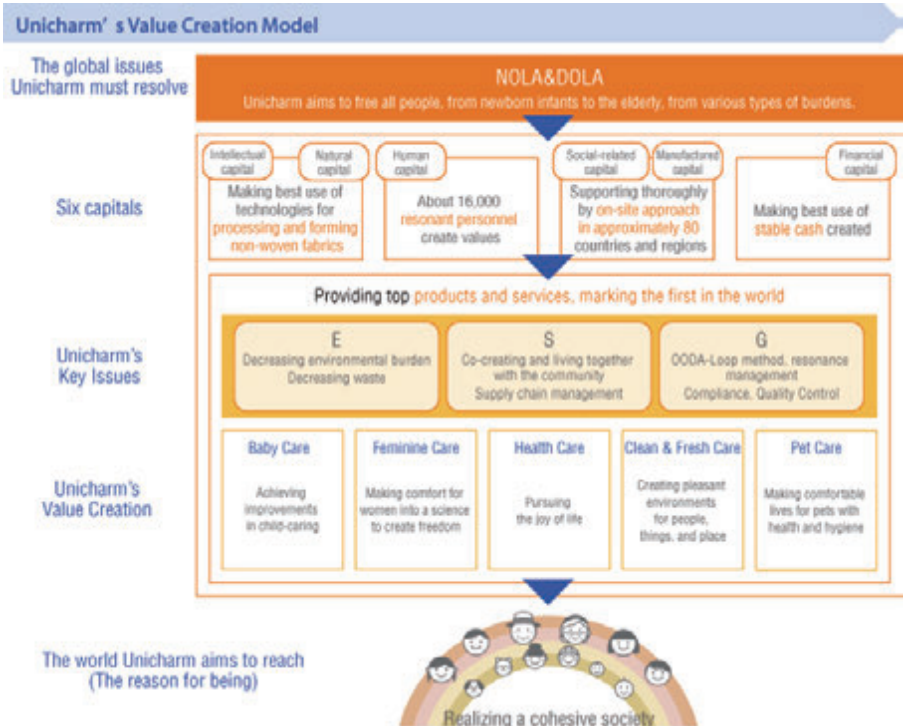 Unicharm' s Value Creation Model
The global issues
Unicharm must resolve
NOLA&DOLA
Unicharm aims to free all people, from newborn infants to the elderly, from various types of burdens.
Six capitals
Intellectual
capital
Natural
capital
Making best use of
technologies for
processing and forming
non-woven fabrics
Human
capital
About 16,000
resonant personnel
create values
Social-related
capital
Manufactured
capital
Supporting thoroughly
by on-site approach
in approximately 80
countries and regions
Financial
capital
Making best use of
stable cash created
Providing top products and services, marking the first in the world
Unicharm's
Key Issues
E
Decreasing environmental burden
Decreasing waste
S
Co-creating and living together
with the community
Supply chain management
G
OODA-Loop method, resonance
management
Compliance, Quality Control
Unicharm's
Value Creation
Baby Care
Achieving
improvements
in child-caring
Feminine Care
Making comfort for
women into a science
to create freedom
Health Care
Pursuing
the joy of life
Clean & Fresh Care
Creating pleasant
environments
for people,
things, and place
Pet Care
Making comfortable
lives for pets with
health and hygiene
The world Unicharm aims to reach
(The reason for being)
Realizing a cohesive society